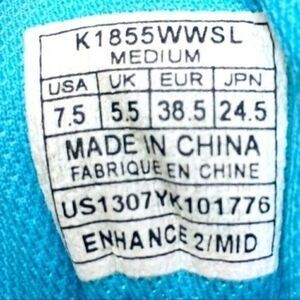 K1855WWSL
MEDIUM
USA UK EUR JPN
7.5 5.5 38.5 24.5
MADE IN CHINA
FABRIQUE EN CHINE
US1307YK101776
ENHANCE 2/MID